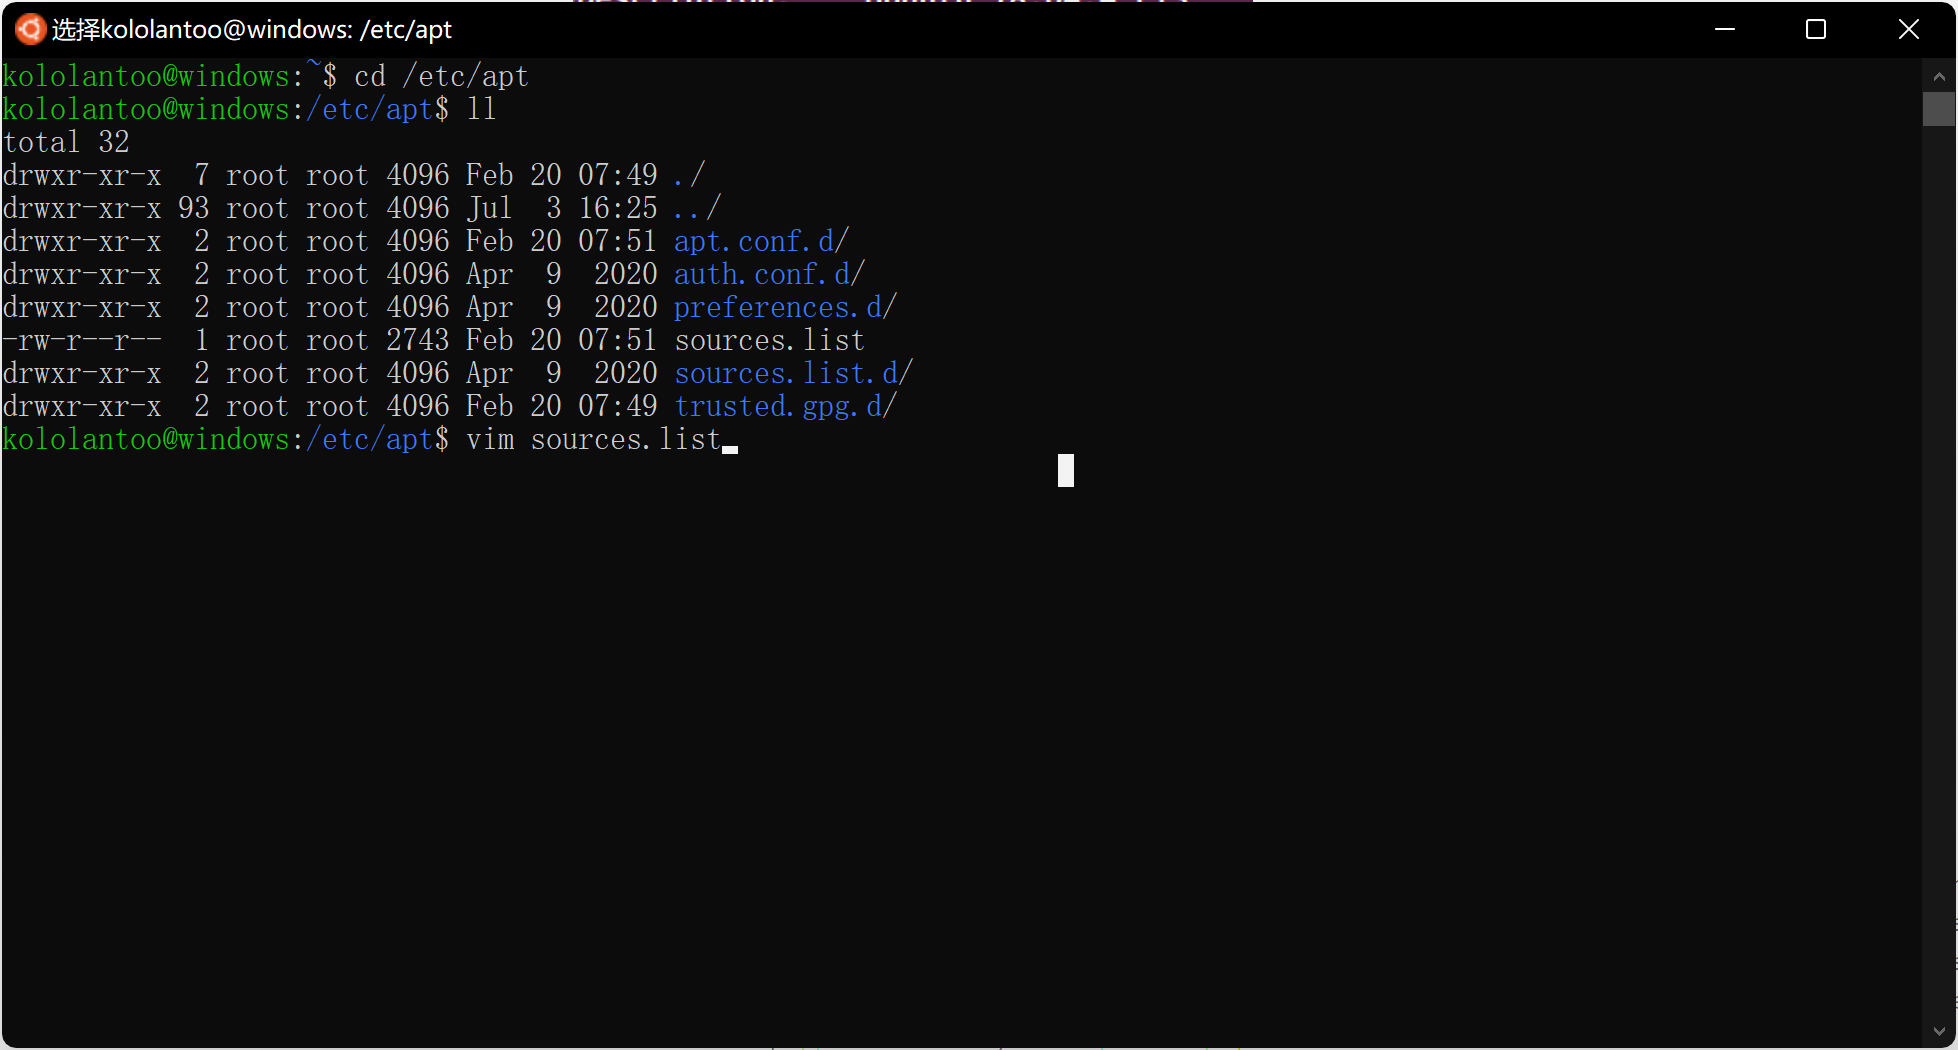 选择kololantoo@windows: /etc/apt
kololantoo@windows:~$ cd /etc/apt
kololantoo@windows:/etc/apt$ ll
total 32
drwxr-xr-x  7 root root 4096 Feb 20 07:49 ./
drwxr-xr-x 93 root root 4096 Jul  3 16:25 ../
drwxr-xr-x  2 root root 4096 Feb 20 07:51 apt.conf.d/
drwxr-xr-x  2 root root 4096 Apr  9  2020 auth.conf.d/
drwxr-xr-x  2 root root 4096 Apr  9  2020 preferences.d/
-rw-r--r--  1 root root 2743 Feb 20 07:51 sources.list
drwxr-xr-x  2 root root 4096 Apr  9  2020 sources.list.d/
drwxr-xr-x  2 root root 4096 Feb 20 07:49 trusted.gpg.d/
kololantoo@windows:/etc/apt$ vim sources.list